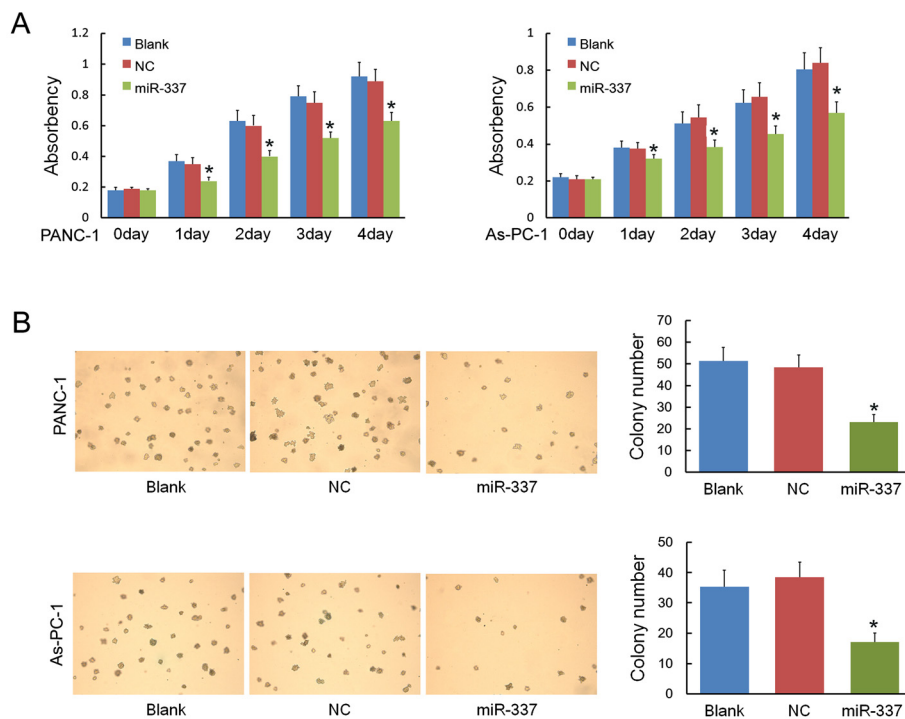 A
Absorbency
1.2
1
0.8
0.6
0.4
0.2
0
Blank
NC
miR-337
* * * *
PANC-1 0day 1day 2day 3day 4day
Absorbency
1
0.8
0.6
0.4
0.2
0
Blank
NC
miR-337
* * * *
As-PC-1 0day 1day 2day 3day 4day
B
PANC-1
Blank NC miR-337
Colony number
70
60
50
40
30
20
10
0
*
Blank NC miR-337
As-PC-1
Blank NC miR-337
Colony number
50
40
30
20
10
0
*
Blank NC miR-337